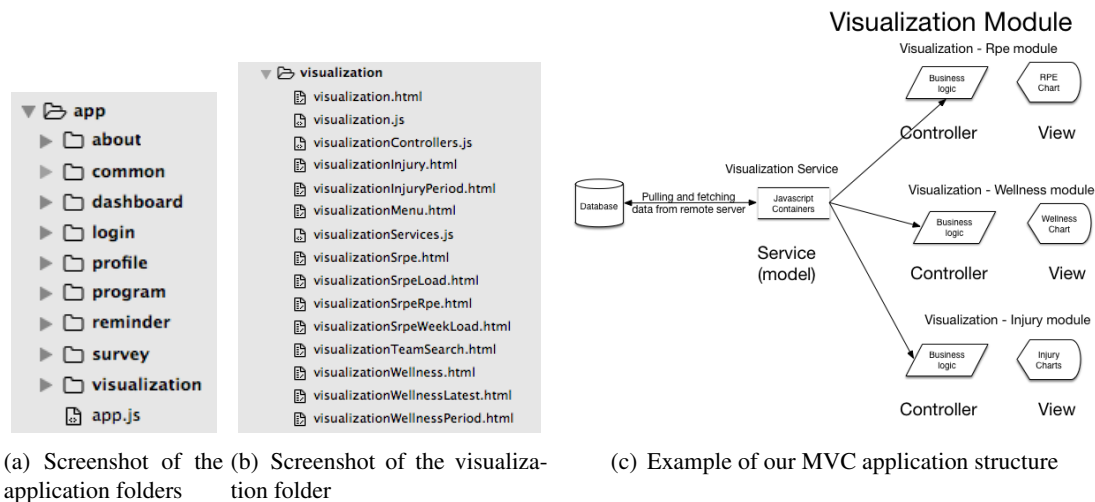 app
about
common
dashboard
login
profile
program
reminder
survey
visualization
app.js
(a) Screenshot of the
application folders
visualization
visualization.html
visualization.js
visualizationControllers.js
visualizationInjury.html
visualizationInjuryPeriod.html
visualizationMenu.html
visualizationServices.js
visualizationSrpe.html
visualizationSrpeLoad.html
visualizationSrpeRpe.html
visualizationSrpeWeekLoad.html
visualizationTeamSearch.html
visualizationWellness.html
visualizationWellnessLatest.html
visualizationWellnessPeriod.html
(b) Screenshot of the visualiza-
tion folder
Visualization Module
Visualization - Rpe module
Business
logic
RPE
Chart
Controller
View
Visualization Service
Database
Pulling and fetching
data from remote server
Javascript
Containers
Service
(model)
Visualization - Wellness module
Business
logic
Wellness
Chart
Controller
View
Visualization - Injury module
Business
logic
Injury
Charts
Controller
View
(c) Example of our MVC application structure